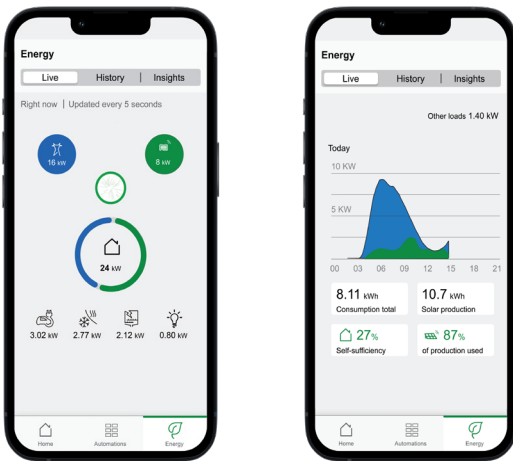 Energy
Live | History | Insights
Right now | Updated every 5 seconds
16 kW
8 kW
24 kW
3.02 kW 2.77 kW 2.12 kW 0.80 kW
Home Automations Energy
Energy
Live History | Insights
Other loads 1.40 kW
Today
10 KW
5 KW
00 03 06 09 12 15 18 21
8.11 kWh
Consumption total
10.7 kWh
Solar production
27%
Self-sufficiency
87%
of production used
Home Automations Energy